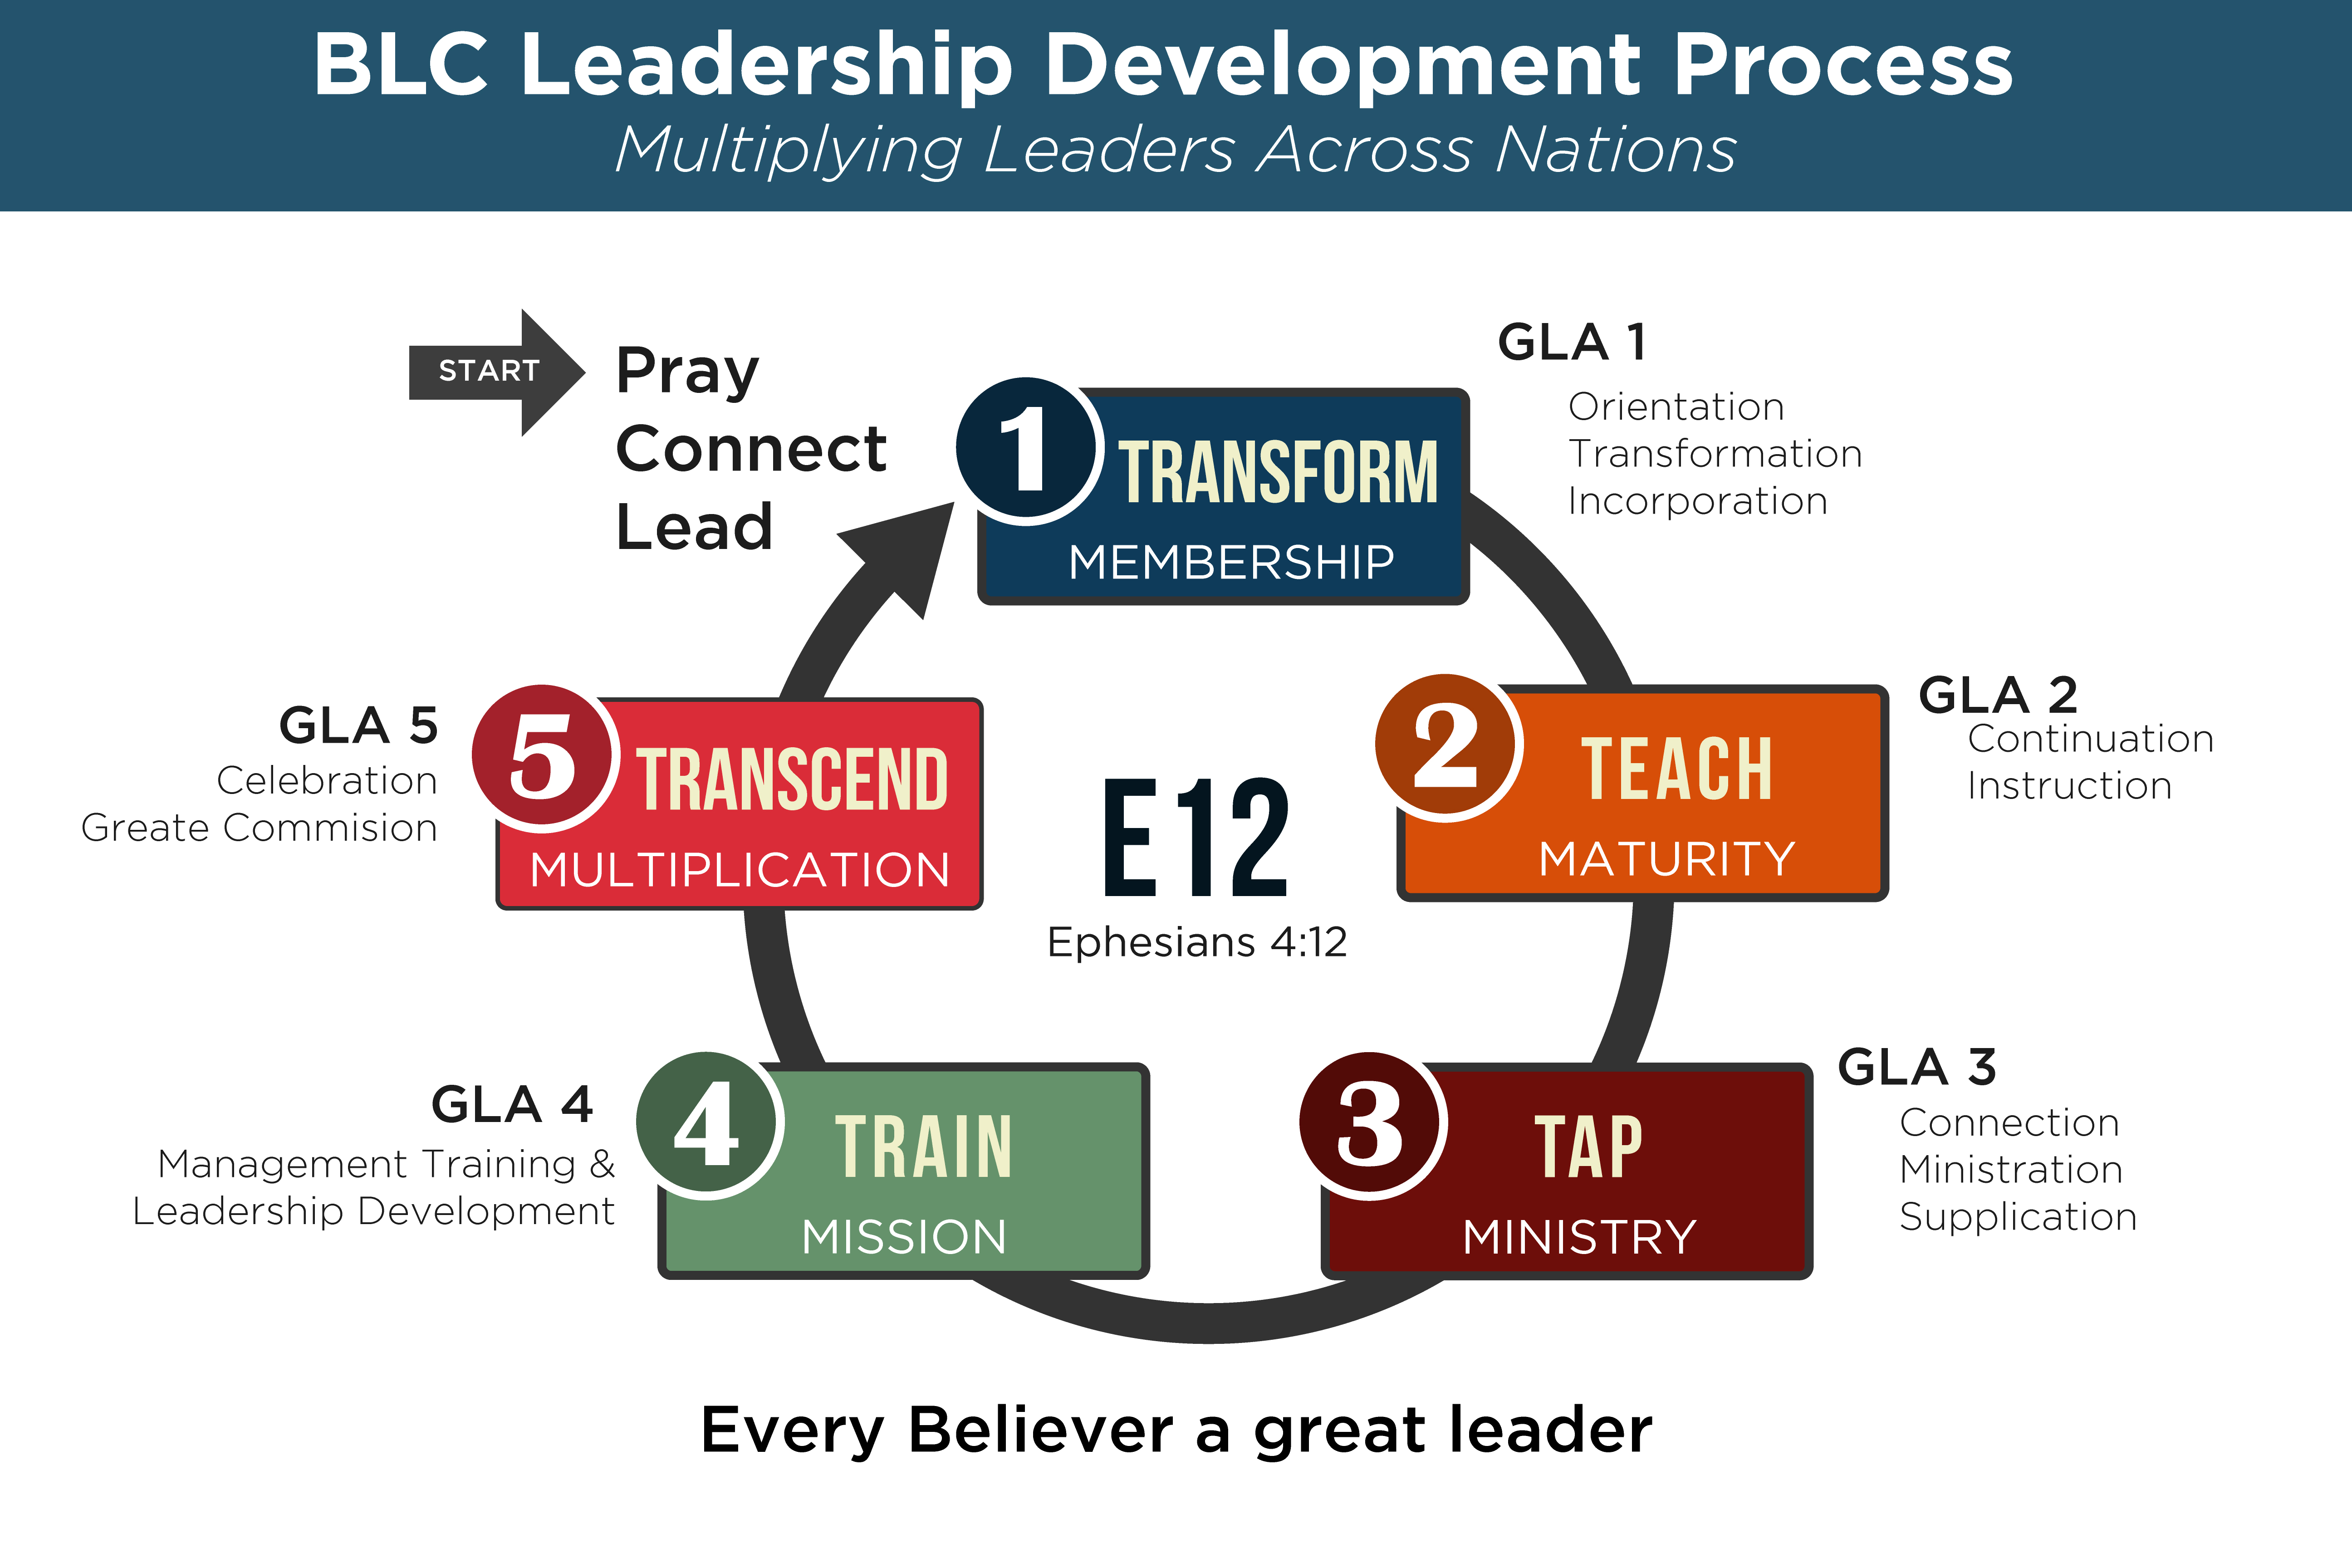 BLC Leadership Development Process
Multiplying Leaders Across Nations
START
Pray
Connect
Lead
1
TRANSFORM
MEMBERSHIP
GLA 1
Orientation
Transformation
Incorporation
2
TEACH
MATURITY
GLA 2
Continuation
Instruction
3
TAP
MINISTRY
GLA 3
Connection
Ministration
Supplication
4
TRAIN
MISSION
GLA 4
Management Training &
Leadership Development
5
TRANSCEND
MULTIPLICATION
GLA 5
Celebration
Greate Commision
E12
Ephesians 4:12
Every Believer a great leader